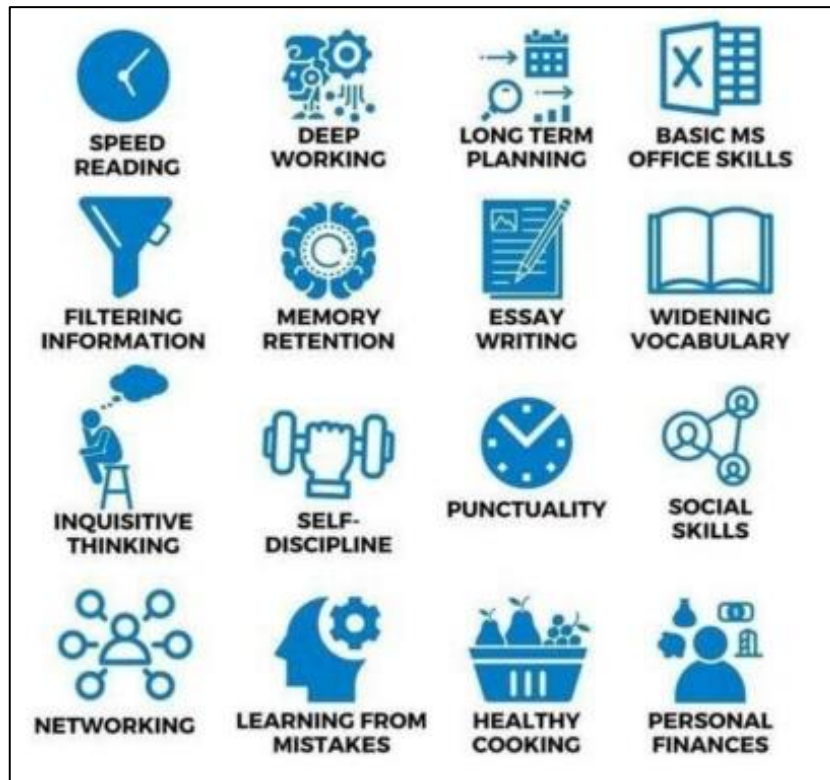 SPEED
READING
DEEP
WORKING
LONG TERM
PLANNING
BASIC MS
OFFICE SKILLS
FILTERING
INFORMATION
MEMORY
RETENTION
ESSAY
WRITING
WIDENING
VOCABULARY
INQUISITIVE
THINKING
SELF-
DISCIPLINE
PUNCTUALITY
SOCIAL
SKILLS
NETWORKING
LEARNING FROM
MISTAKES
HEALTHY
COOKING
PERSONAL
FINANCES